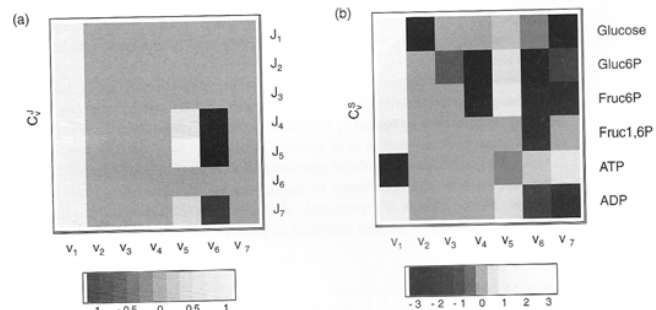 (a)
J1
J2
J3
J4
J5
J6
J7
CJv
v1 v2 v3 v4 v5 v6 v7
-1 -0.5 0 0.5 1
(b)
Glucose
Gluc6P
Fruc6P
Fruc1,6P
ATP
ADP
CSv
v1 v2 v3 v4 v5 v6 v7
-3 -2 -1 0 1 2 3